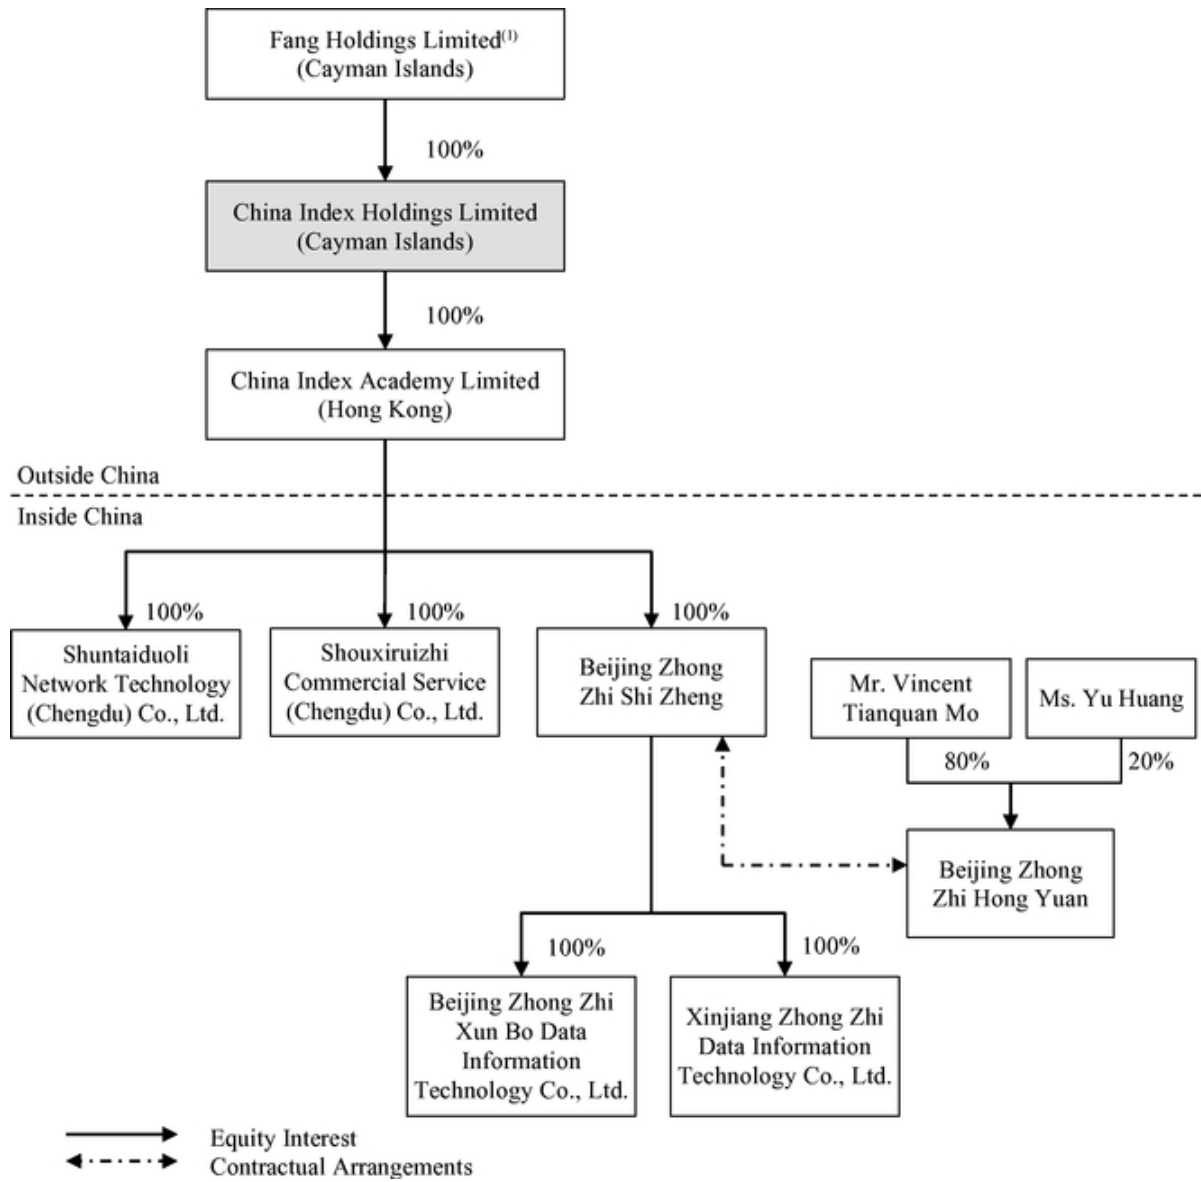 Fang Holdings Limited(1)
(Cayman Islands)
100%
China Index Holdings Limited
(Cayman Islands)
100%
China Index Academy Limited
(Hong Kong)
Outside China
Inside China
100%
100%
100%
Shuntaiduoli
Network Technology
(Chengdu) Co., Ltd.
Shouxiruizhi
Commercial Service
(Chengdu) Co., Ltd.
Beijing Zhong
Zhi Shi Zheng
Mr. Vincent
Tianquan Mo
Ms. Yu Huang
80%
20%
Beijing Zhong
Zhi Hong Yuan
100%
100%
Beijing Zhong Zhi
Xun Bo Data
Information
Technology Co., Ltd.
Xinjiang Zhong Zhi
Data Information
Technology Co., Ltd.
Equity Interest
Contractual Arrangements